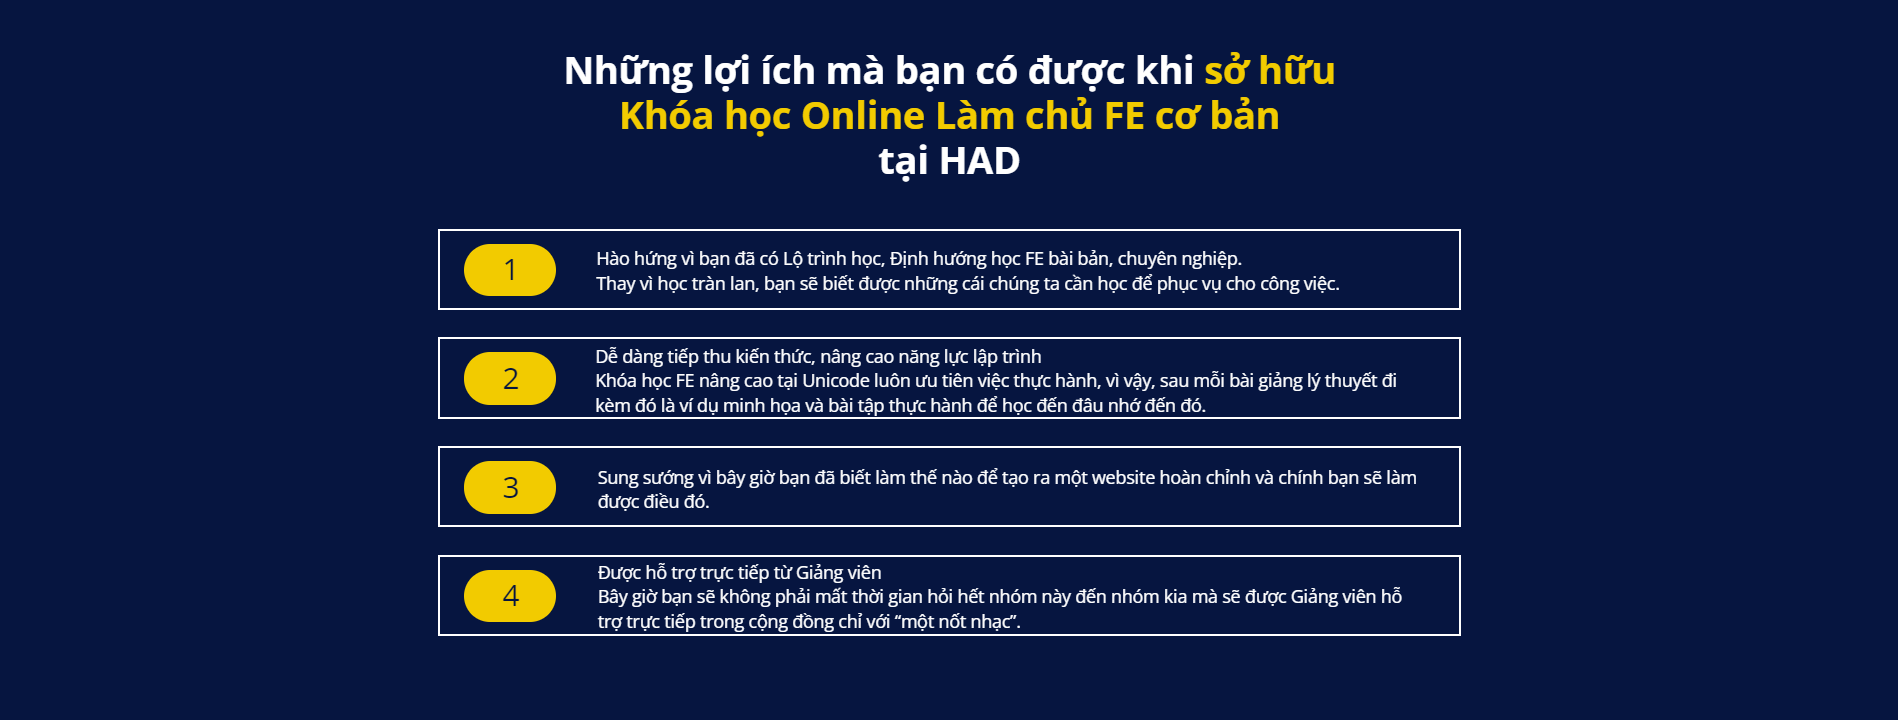 Những lợi ích mà bạn có được khi sở hữu
Khóa học Online Làm chủ FE cơ bản
tại HAD
1
Hào hứng vì bạn đã có Lộ trình học, Định hướng học FE bài bản, chuyên nghiệp.
Thay vì học tràn lan, bạn sẽ biết được những cái chúng ta cần học để phục vụ cho công việc.
2
Dễ dàng tiếp thu kiến thức, nâng cao năng lực lập trình
Khóa học FE nâng cao tại Unicode luôn ưu tiên việc thực hành, vì vậy, sau mỗi bài giảng lý thuyết đi
kèm đó là ví dụ minh họa và bài tập thực hành để học đến đâu nhớ đến đó.
3
Sung sướng vì bây giờ bạn đã biết làm thế nào để tạo ra một website hoàn chỉnh và chính bạn sẽ làm
được điều đó.
4
Được hỗ trợ trực tiếp từ Giảng viên
Bây giờ bạn sẽ không phải mất thời gian hỏi hết nhóm này đến nhóm kia mà sẽ được Giảng viên hỗ
trợ trực tiếp trong cộng đồng chỉ với “một nốt nhạc”.